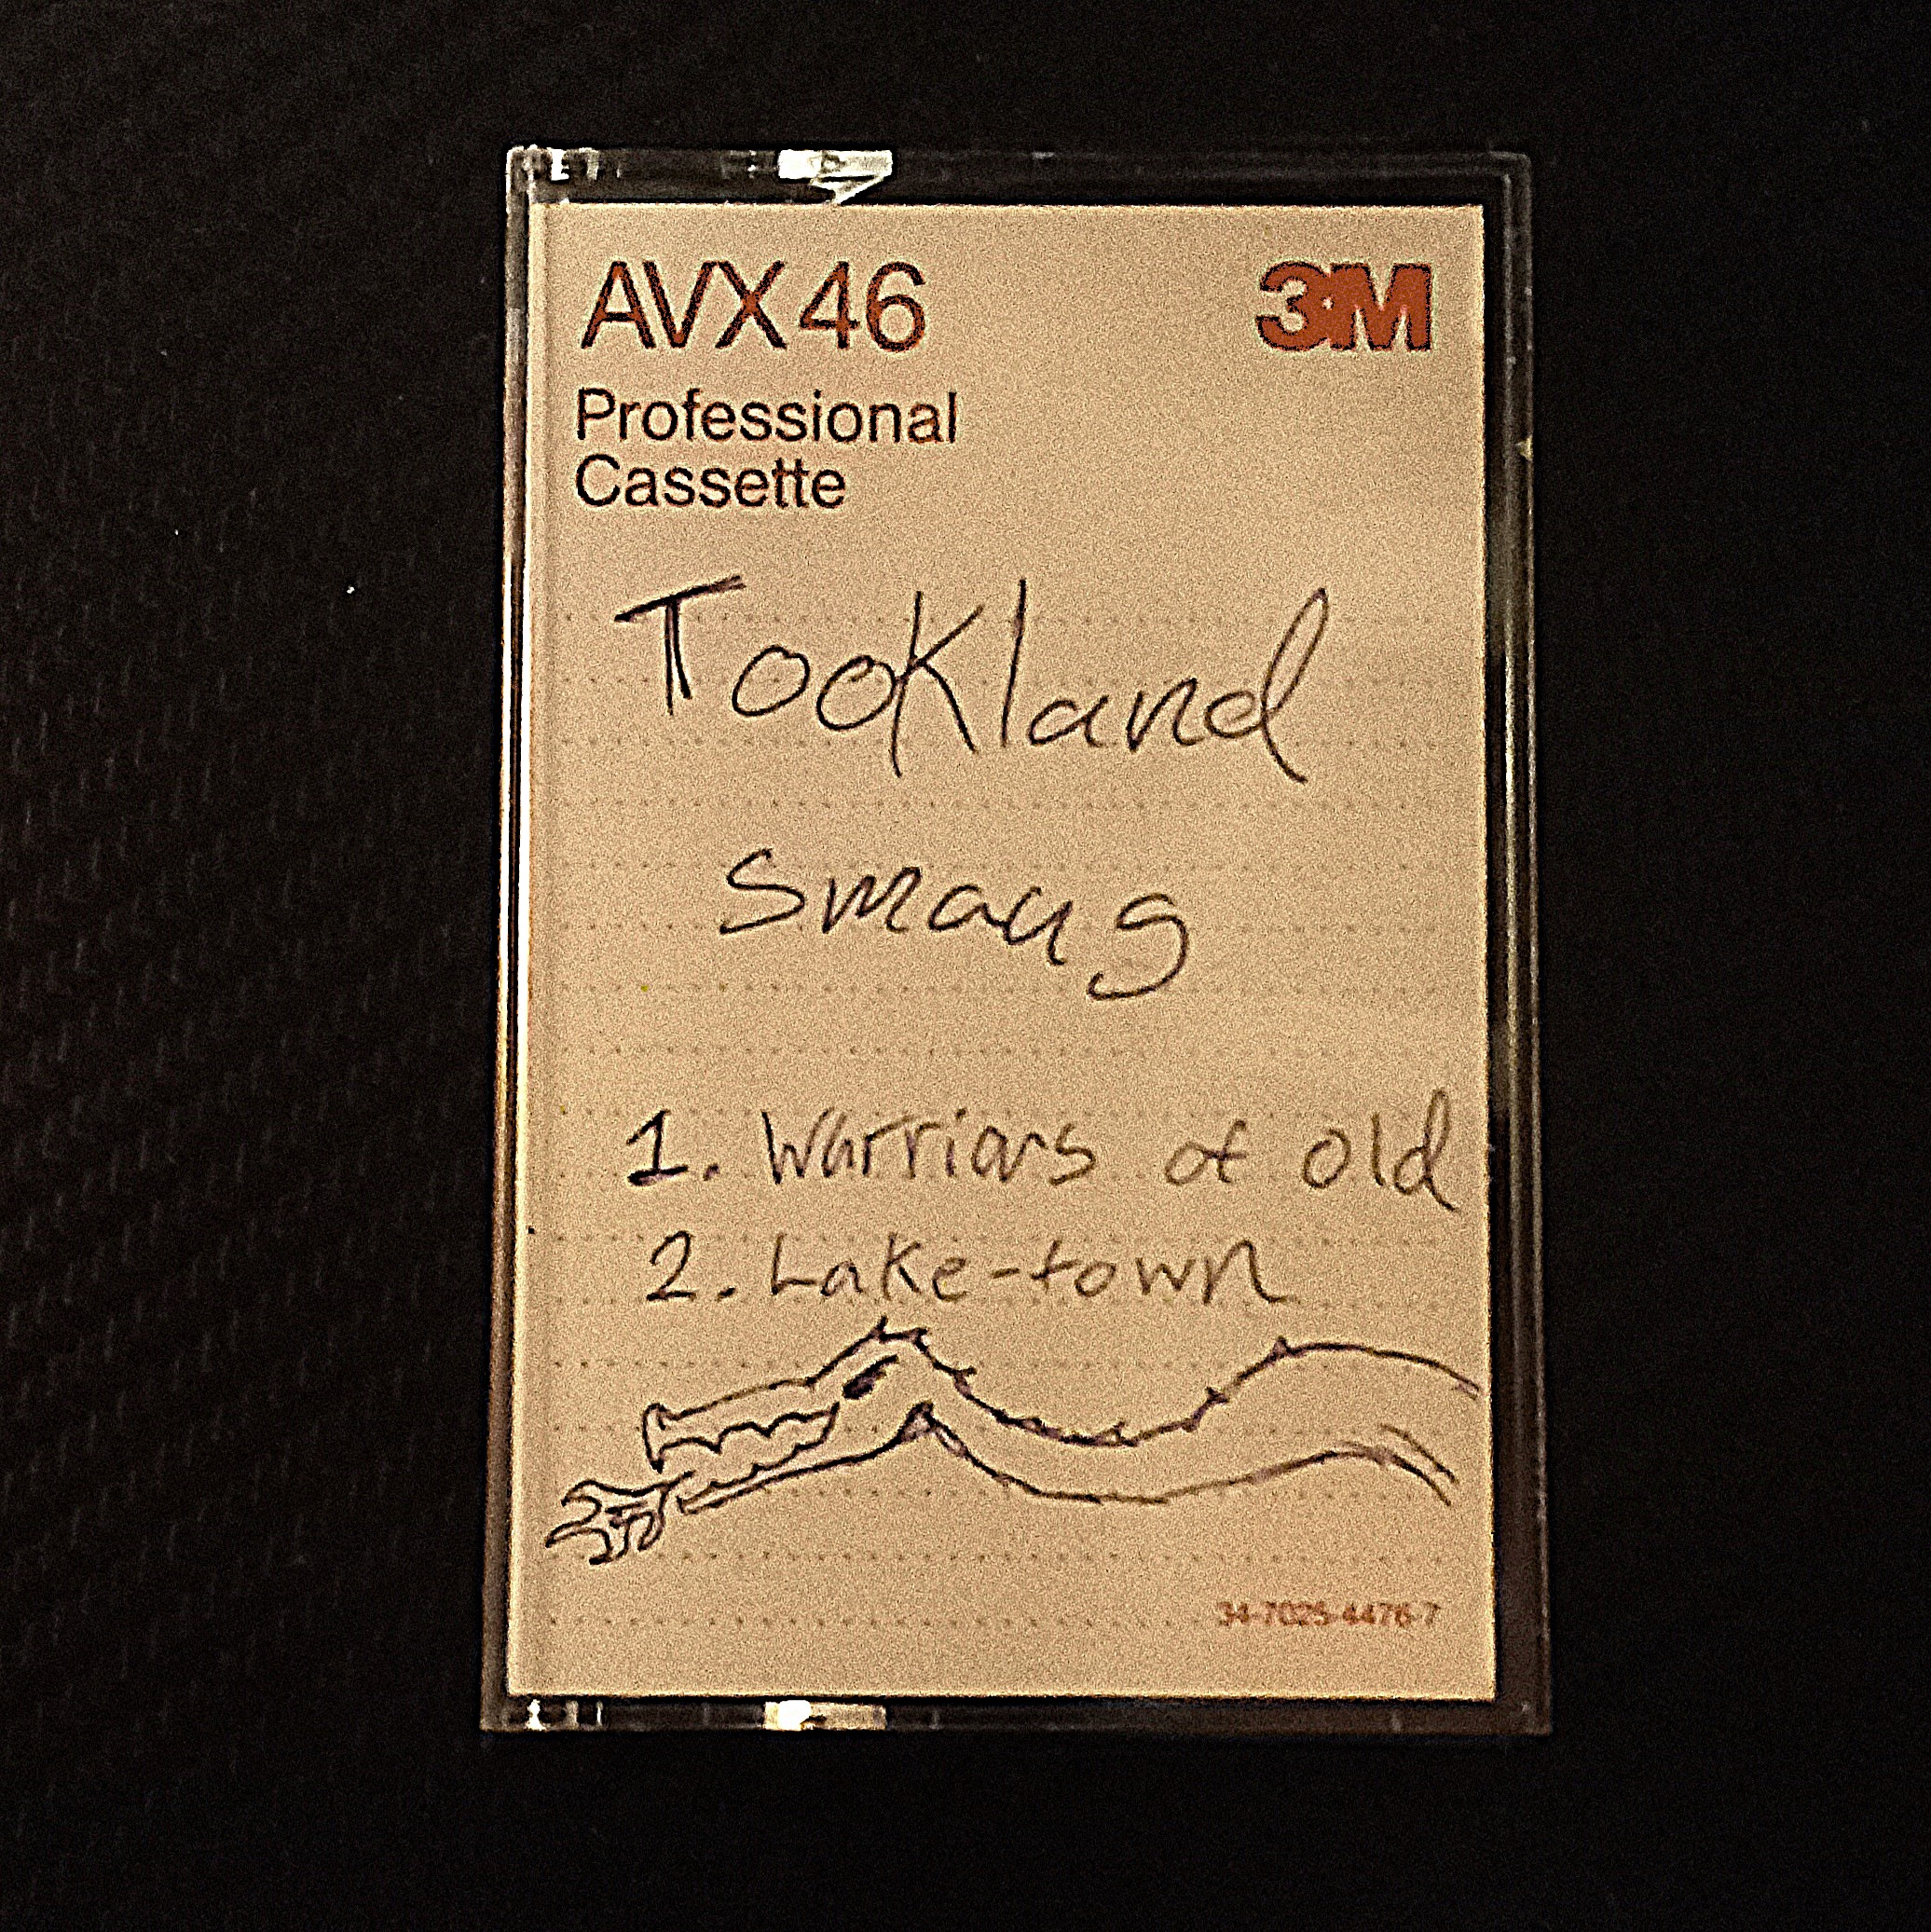 AVX 46 3M
Professional
Cassette
Tookland
Smaug
1. Warriors of Old
2. Lake-town
34-7025-4476-7